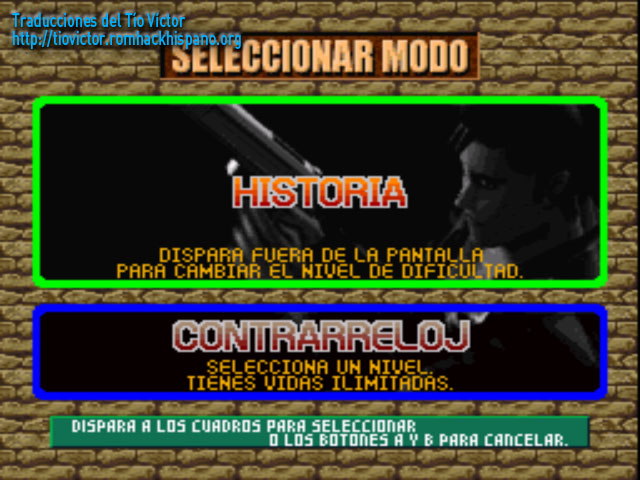 Traducciones del Tio Victor
http://tiovictor.romhackhispano.org
SELECCIONAR MODO
HISTORIA
DISPARA FUERA DE LA PANTALLA
PARA CAMBIAR EL NIVEL DE DIFICULTAD.
CONTRARRELOJ
SELECCIONA UN NIVEL.
TIENES VIDAS ILIMITADAS.
DISPARA A LOS CUADROS PARA SELECCIONAR
O LOS BOTONES A Y B PARA CANCELAR.